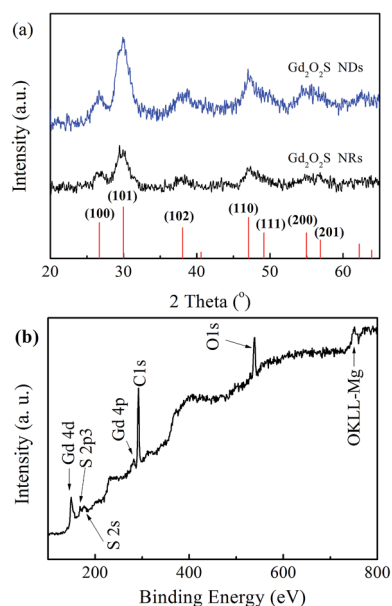 (a)
Gd₂O₂S NDs
Gd₂O₂S NRs
Intensity (a.u.)
(100)
(101)
(102)
(110)
(111)
(200)
(201)
20 30 40 50 60
2 Theta (°)
(b)
Intensity (a. u.)
Gd 4d
S 2p3
S 2s
Gd 4p
C1s
O1s
OKLL-Mg
200 400 600 800
Binding Energy (eV)